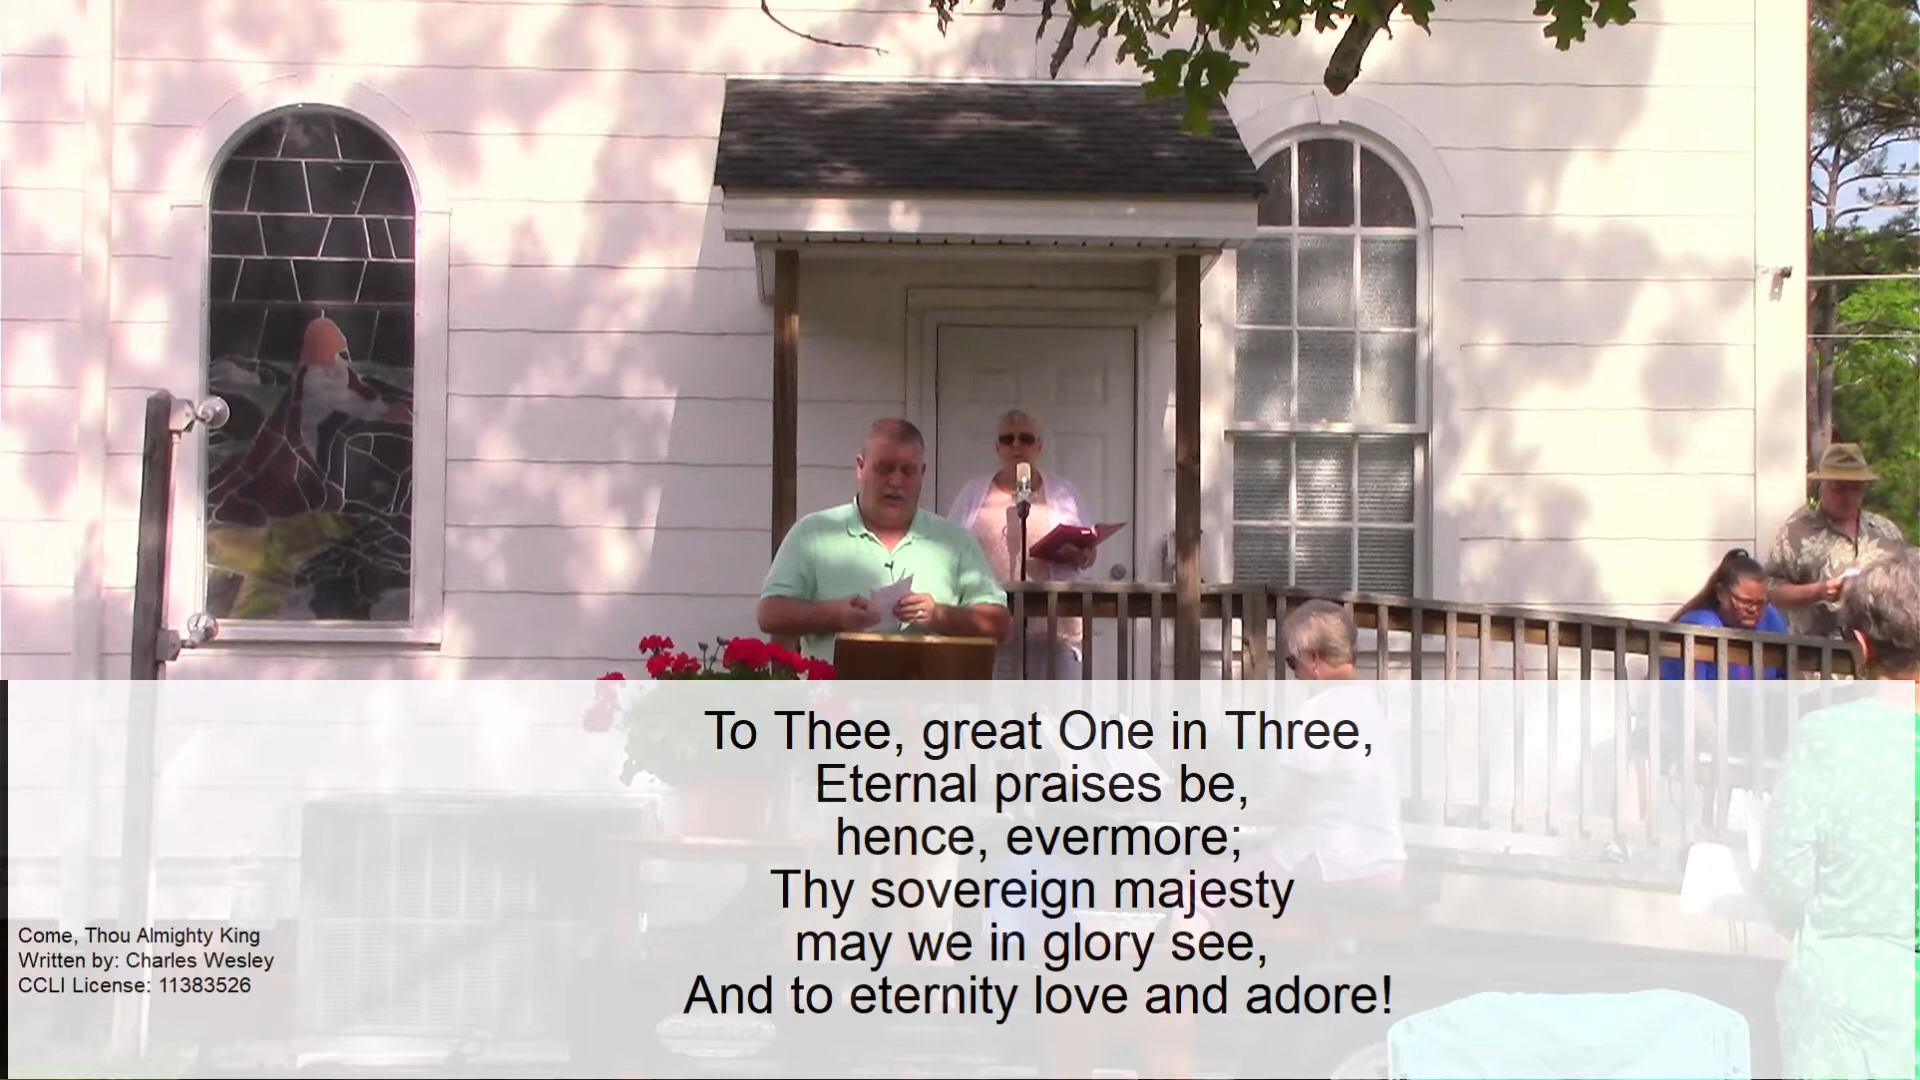 To Thee, great One in Three,
Eternal praises be,
hence, evermore;
Thy sovereign majesty
may we in glory see,
And to eternity love and adore!
Come, Thou Almighty King
Written by: Charles Wesley
CCLI License: 11383526